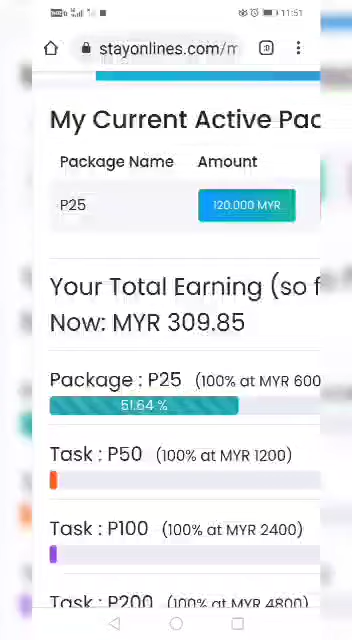 11:51
stayonlines.com/m
My Current Active Pac
Package Name Amount
P25 120.000 MYR
Your Total Earning (so f
Now: MYR 309.85
Package : P25 (100% at MYR 600
51.64 %
Task : P50 (100% at MYR 1200)
Task : P100 (100% at MYR 2400)
Task : P200 (100% at MYR 4800)